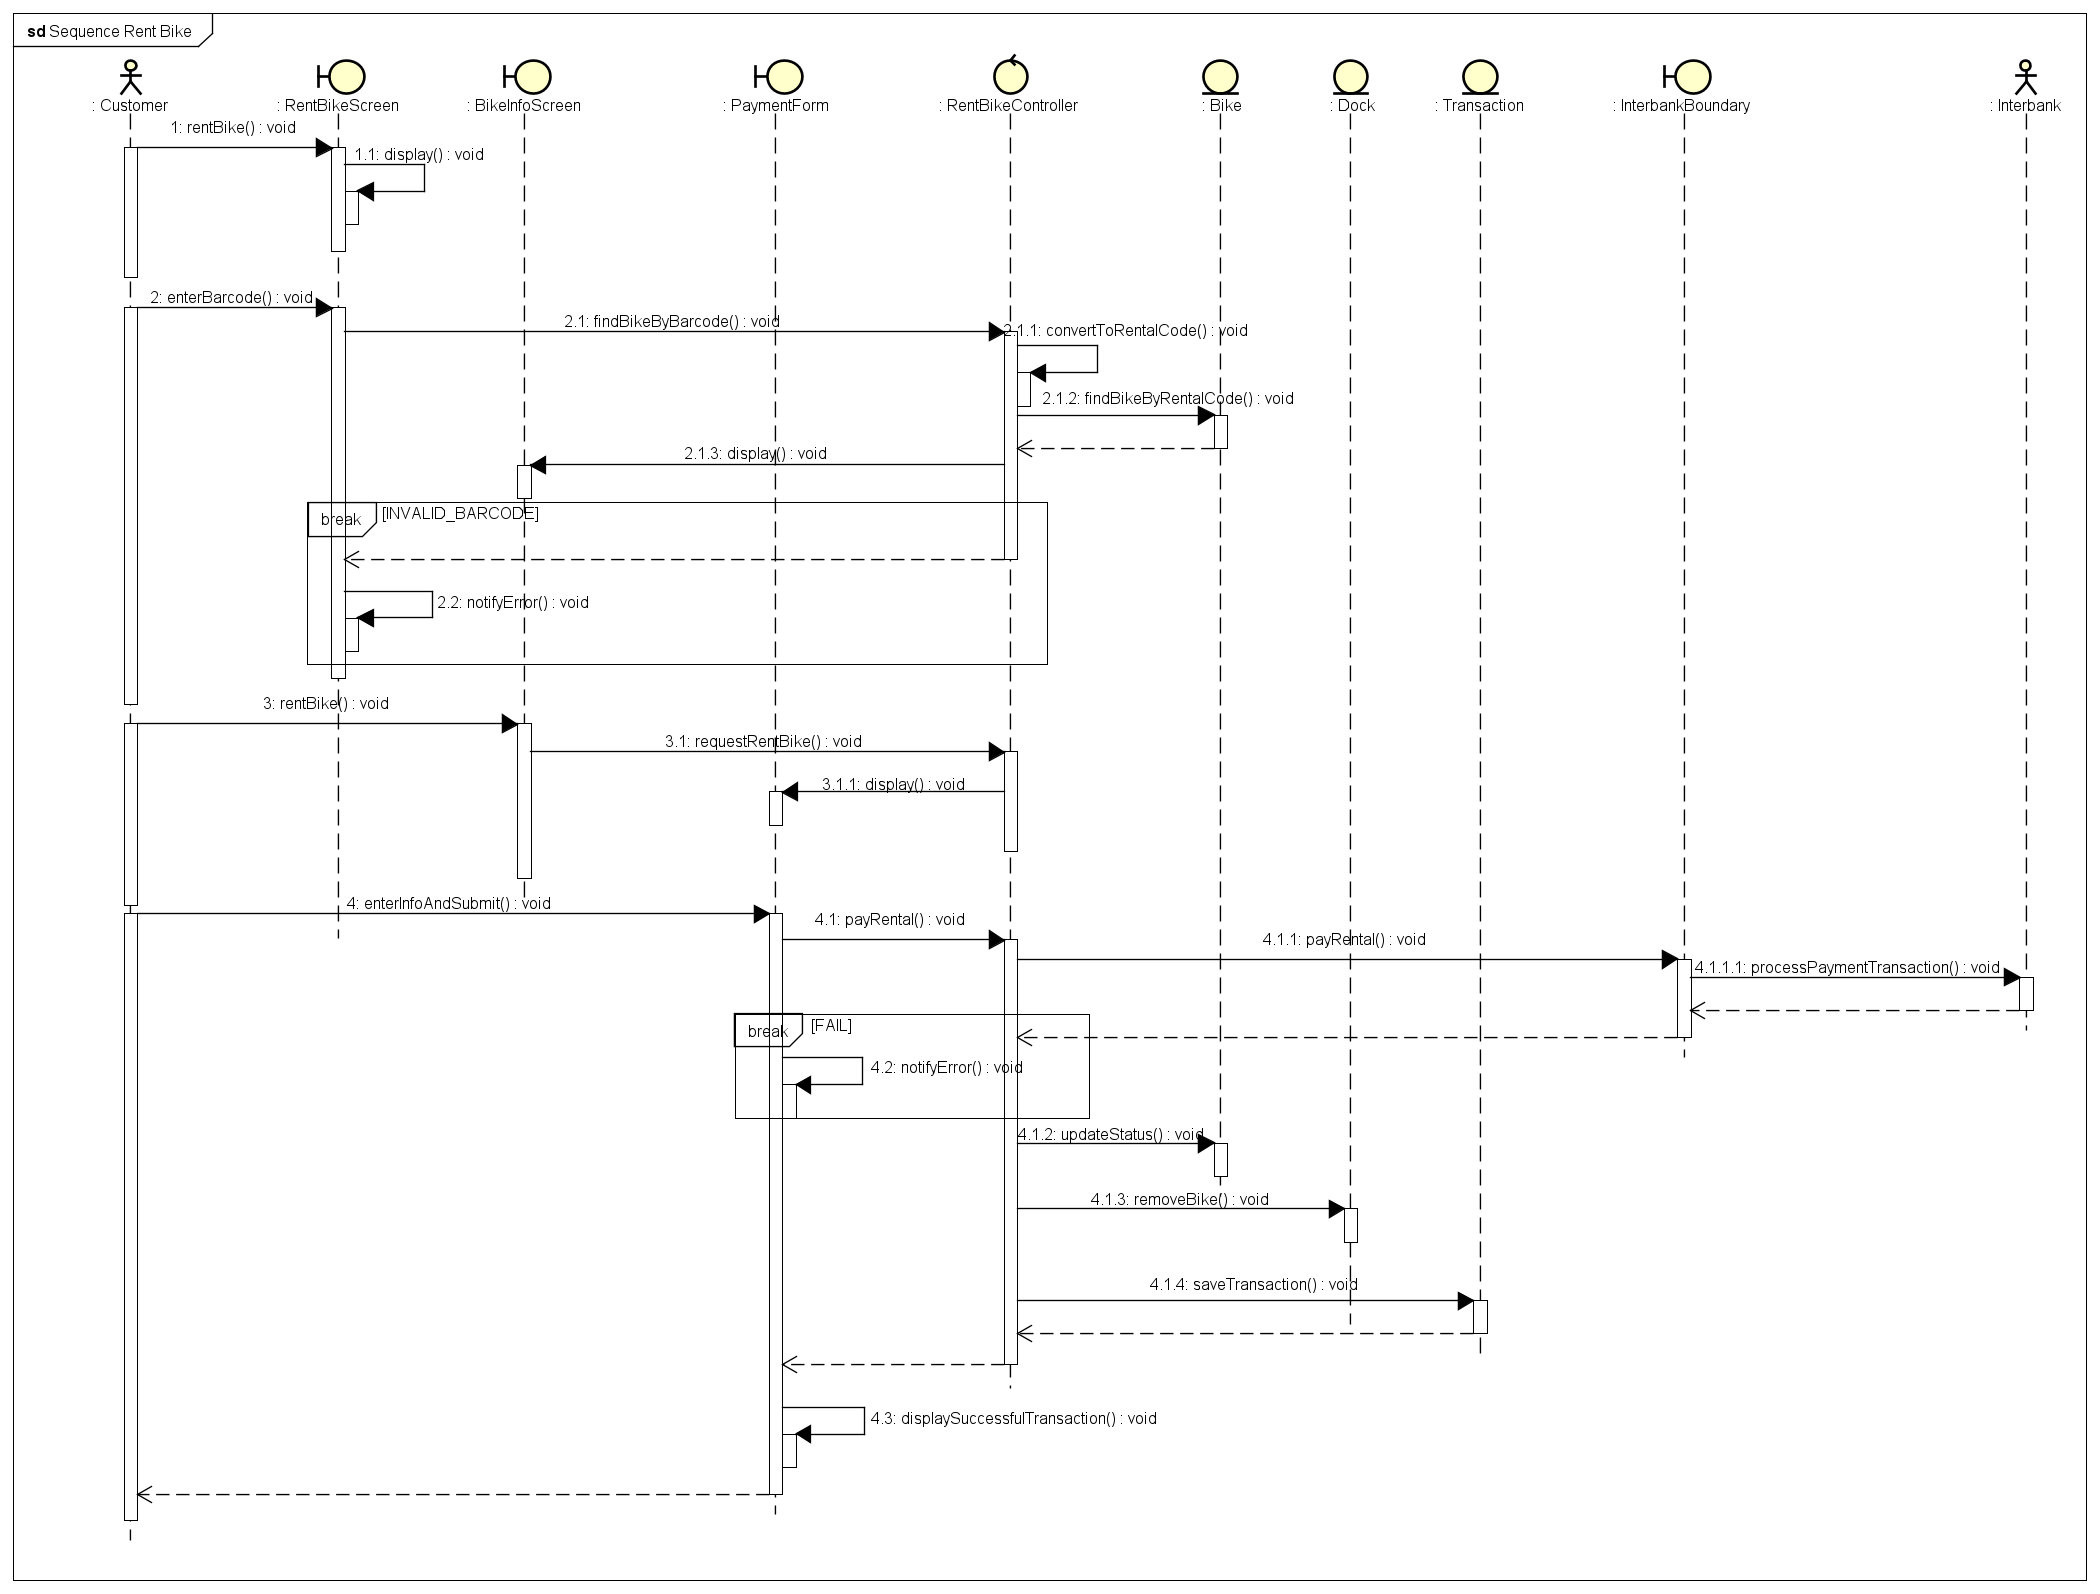 sd Sequence Rent Bike
: Customer
: RentBikeScreen
: BikeInfoScreen
: PaymentForm
: RentBikeController
: Bike
: Dock
: Transaction
: InterbankBoundary
: Interbank
1: rentBike() : void
1.1: display() : void
2: enterBarcode() : void
2.1: findBikeByBarcode() : void
2.1.1: convertToRentalCode() : void
2.1.2: findBikeByRentalCode() : void
2.1.3: display() : void
break
[INVALID_BARCODE]
2.2: notifyError() : void
3: rentBike() : void
3.1: requestRentBike() : void
3.1.1: display() : void
4: enterInfoAndSubmit() : void
4.1: payRental() : void
4.1.1: payRental() : void
4.1.1.1: processPaymentTransaction() : void
break
[FAIL]
4.2: notifyError() : void
4.1.2: updateStatus() : void
4.1.3: removeBike() : void
4.1.4: saveTransaction() : void
4.3: displaySuccessfulTransaction() : void